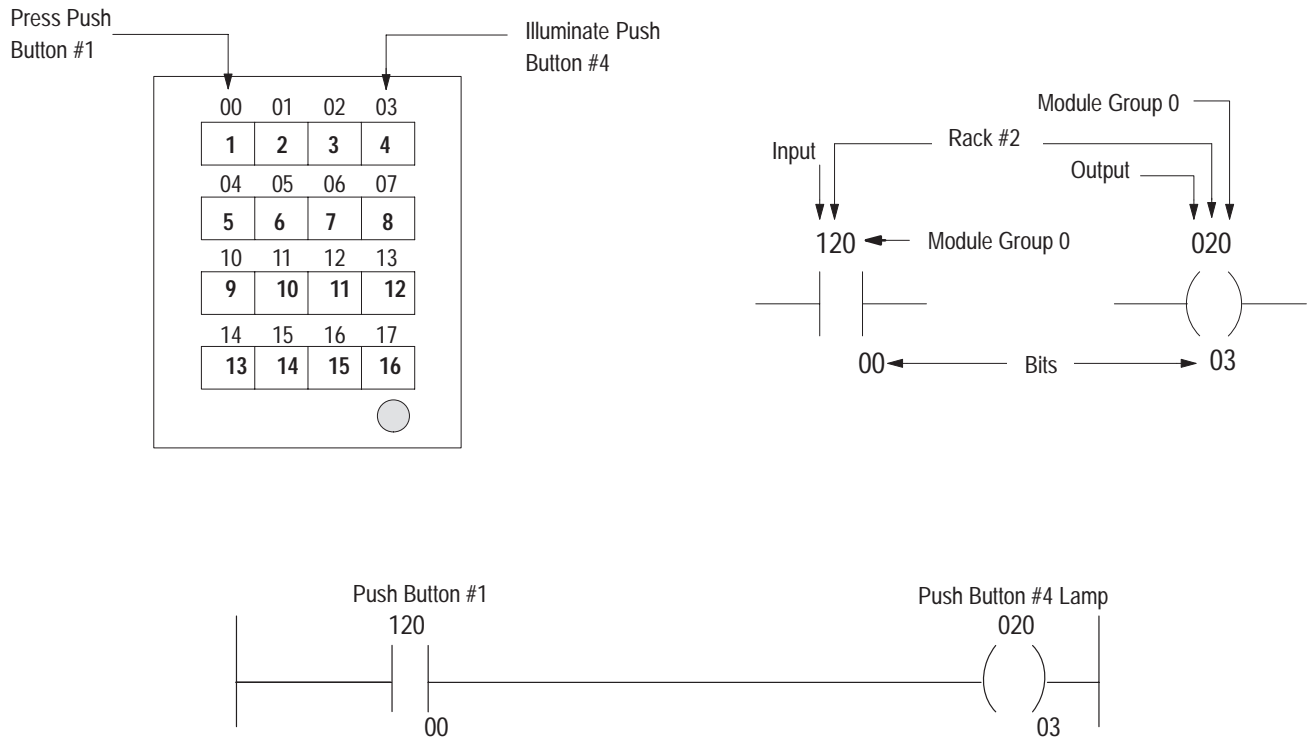 Press Push
Button #1
Illuminate Push
Button #4
00 01 02 03
1 2 3 4
04 05 06 07
5 6 7 8
10 11 12 13
9 10 11 12
14 15 16 17
13 14 15 16
Module Group 0
Rack #2
Input
Output
120
Module Group 0
020
00
Bits
03
Push Button #1
120
00
Push Button #4 Lamp
020
03